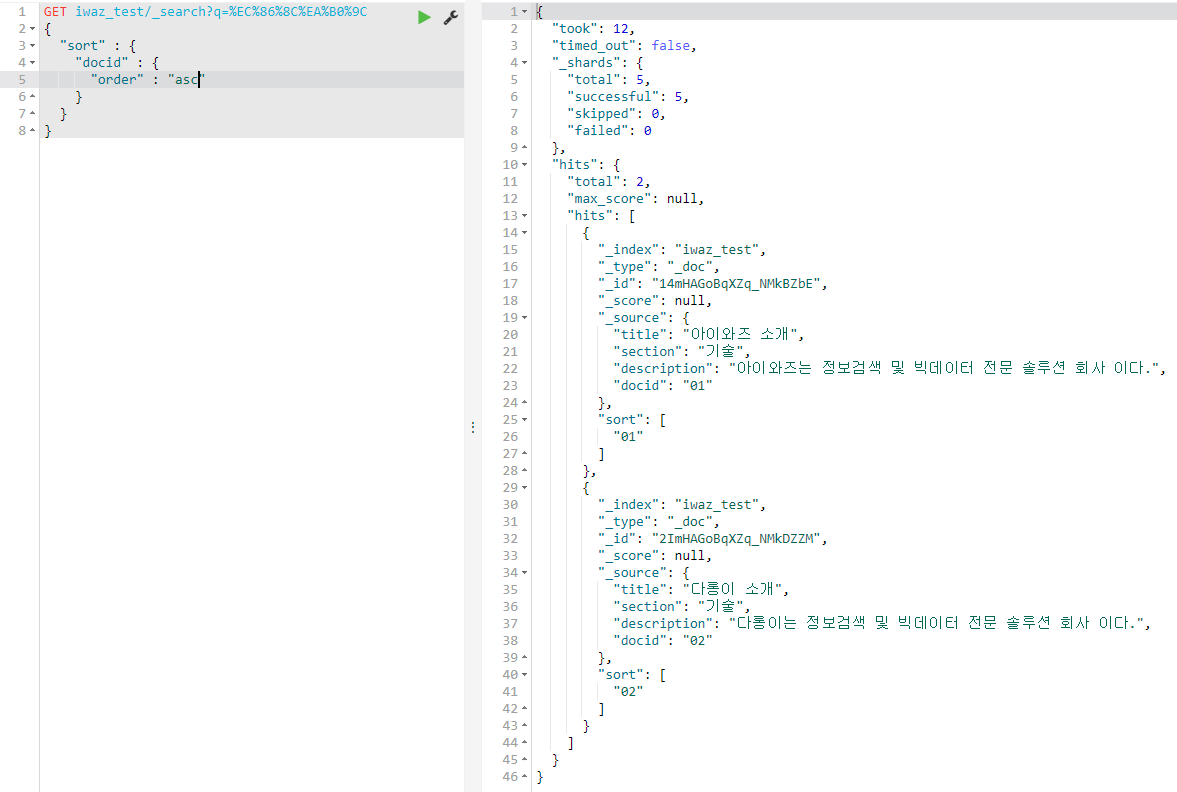 1 GET iwaz_test/_search?q=%EC%86%8C%EA%B0%9C
2 {
3 "sort" : {
4 "docid" : {
5 "order" : "asc"
6 }
7 }
8 }
1 {
2 "took": 12,
3 "timed_out": false,
4 "_shards": {
5 "total": 5,
6 "successful": 5,
7 "skipped": 0,
8 "failed": 0
9 },
10 "hits": {
11 "total": 2,
12 "max_score": null,
13 "hits": [
14 {
15 "_index": "iwaz_test",
16 "_type": "_doc",
17 "_id": "14mHAGoBqXZq_NMkBZbE",
18 "_score": null,
19 "_source": {
20 "title": "아이와즈 소개",
21 "section": "기술",
22 "description": "아이와즈는 정보검색 및 빅데이터 전문 솔루션 회사 이다.",
23 "docid": "01"
24 },
25 "sort": [
26 "01"
27 ]
28 },
29 {
30 "_index": "iwaz_test",
31 "_type": "_doc",
32 "_id": "2ImHAGoBqXZq_NMkDZZM",
33 "_score": null,
34 "_source": {
35 "title": "다롱이 소개",
36 "section": "기술",
37 "description": "다롱이는 정보검색 및 빅데이터 전문 솔루션 회사 이다.",
38 "docid": "02"
39 },
40 "sort": [
41 "02"
42 ]
43 }
44 ]
45 }
46 }